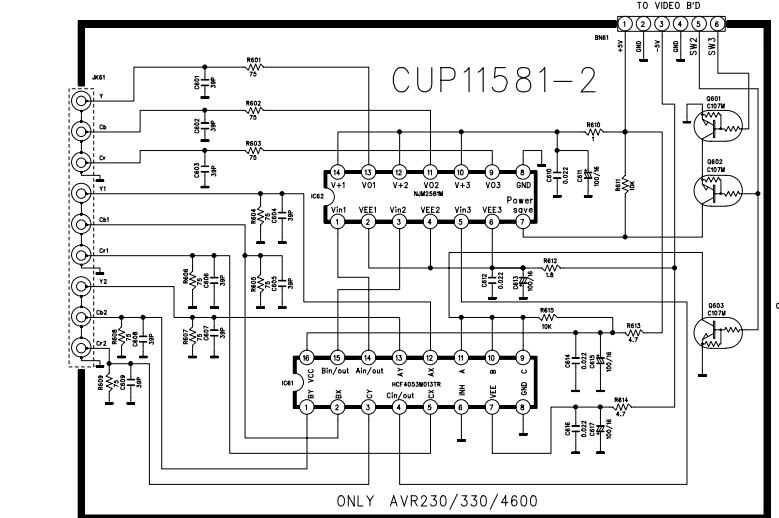 TO VIDEO B'D
BN61
1 2 3 4 5 6
+5V GND -5V GND SW2 SW3
CUP11581-2
JK61
Y
Cb
Cr
Y1
Cb1
Cr1
Y2
Cb2
Cr2
R601
75
C601
39P
R602
75
C602
39P
R603
75
C603
39P
R604
75
C604
39P
R605
75
C605
39P
R606
75
C606
39P
R607
75
C607
39P
R608
75
C608
39P
R609
75
C609
39P
R610
1
C610
0.022
C611
100/16
R611
10K
Q601
C107M
Q602
C107M
Q603
C107M
IC62
14 13 12 11 10 9 8
V+1 VO1 V+2 VO2 V+3 VO3 GND
NJM2581M
Power
save
Vin1 VEE1 Vin2 VEE2 Vin3 VEE3
1 2 3 4 5 6 7
C612
0.022
C613
100/16
R612
1.8
R615
10K
R613
4.7
C614
0.022
C615
100/16
R614
4.7
C616
0.022
C617
100/16
IC61
16 15 14 13 12 11 10 9
VCC Bin/out Ain/out AY AX A B C
HCF4053M013TR
BY BX CY Cin/out CX INH VEE GND
1 2 3 4 5 6 7 8
ONLY AVR230/330/4600